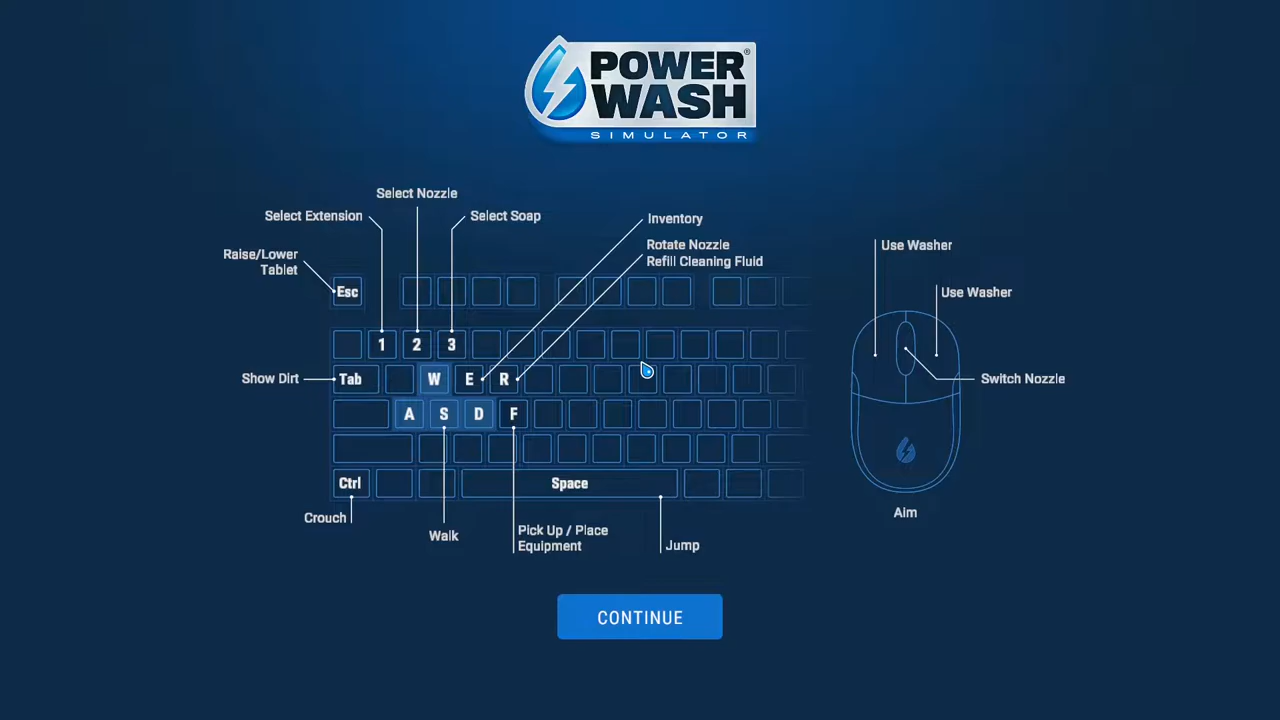 POWER®
WASH
SIMULATOR
Select Nozzle
Select Extension
Select Soap
Inventory
Rotate Nozzle
Refill Cleaning Fluid
Use Washer
Raise/Lower
Tablet
Use Washer
Esc
1 2 3
Show Dirt
Tab W E R
Switch Nozzle
A S D F
Ctrl Space
Crouch
Aim
Walk
Pick Up / Place
Equipment
Jump
CONTINUE